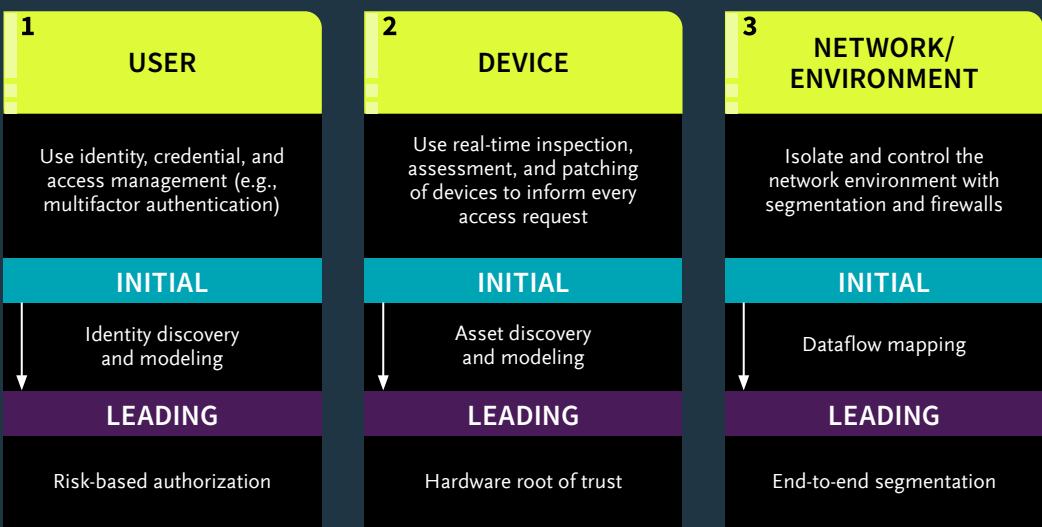 1
USER
Use identity, credential, and
access management (e.g.,
multifactor authentication)
INITIAL
Identity discovery
and modeling
LEADING
Risk-based authorization
2
DEVICE
Use real-time inspection,
assessment, and patching
of devices to inform every
access request
INITIAL
Asset discovery
and modeling
LEADING
Hardware root of trust
3
NETWORK/
ENVIRONMENT
Isolate and control the
network environment with
segmentation and firewalls
INITIAL
Dataflow mapping
LEADING
End-to-end segmentation